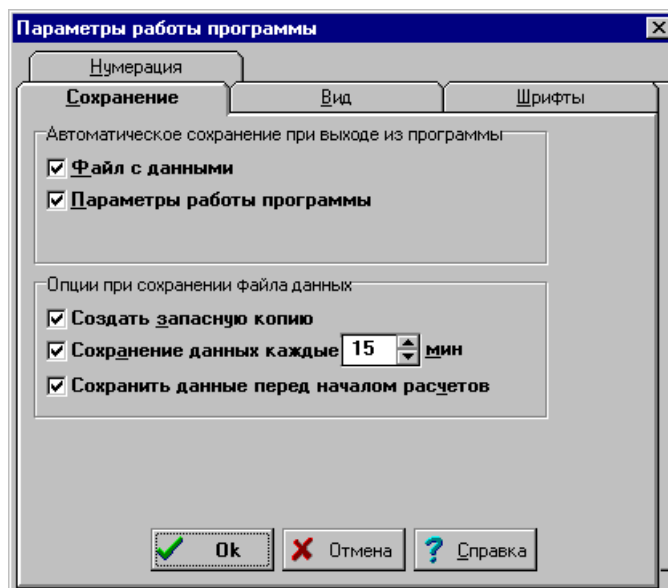 Параметры работы программы
Нумерация
Сохранение Вид Шрифты
Автоматическое сохранение при выходе из программы
Файл с данными
Параметры работы программы
Опции при сохранении файла данных
Создать запасную копию
Сохранение данных каждые 15 мин
Сохранить данные перед началом расчетов
Ok Отмена ? Справка